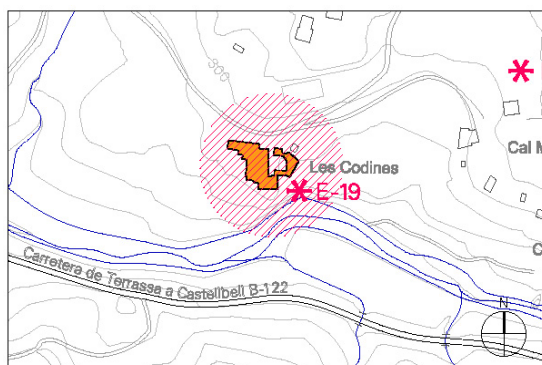 300
Les Codines
E-19
Cal M
C
Carretera de Terrassa a Castellbell B-122
N